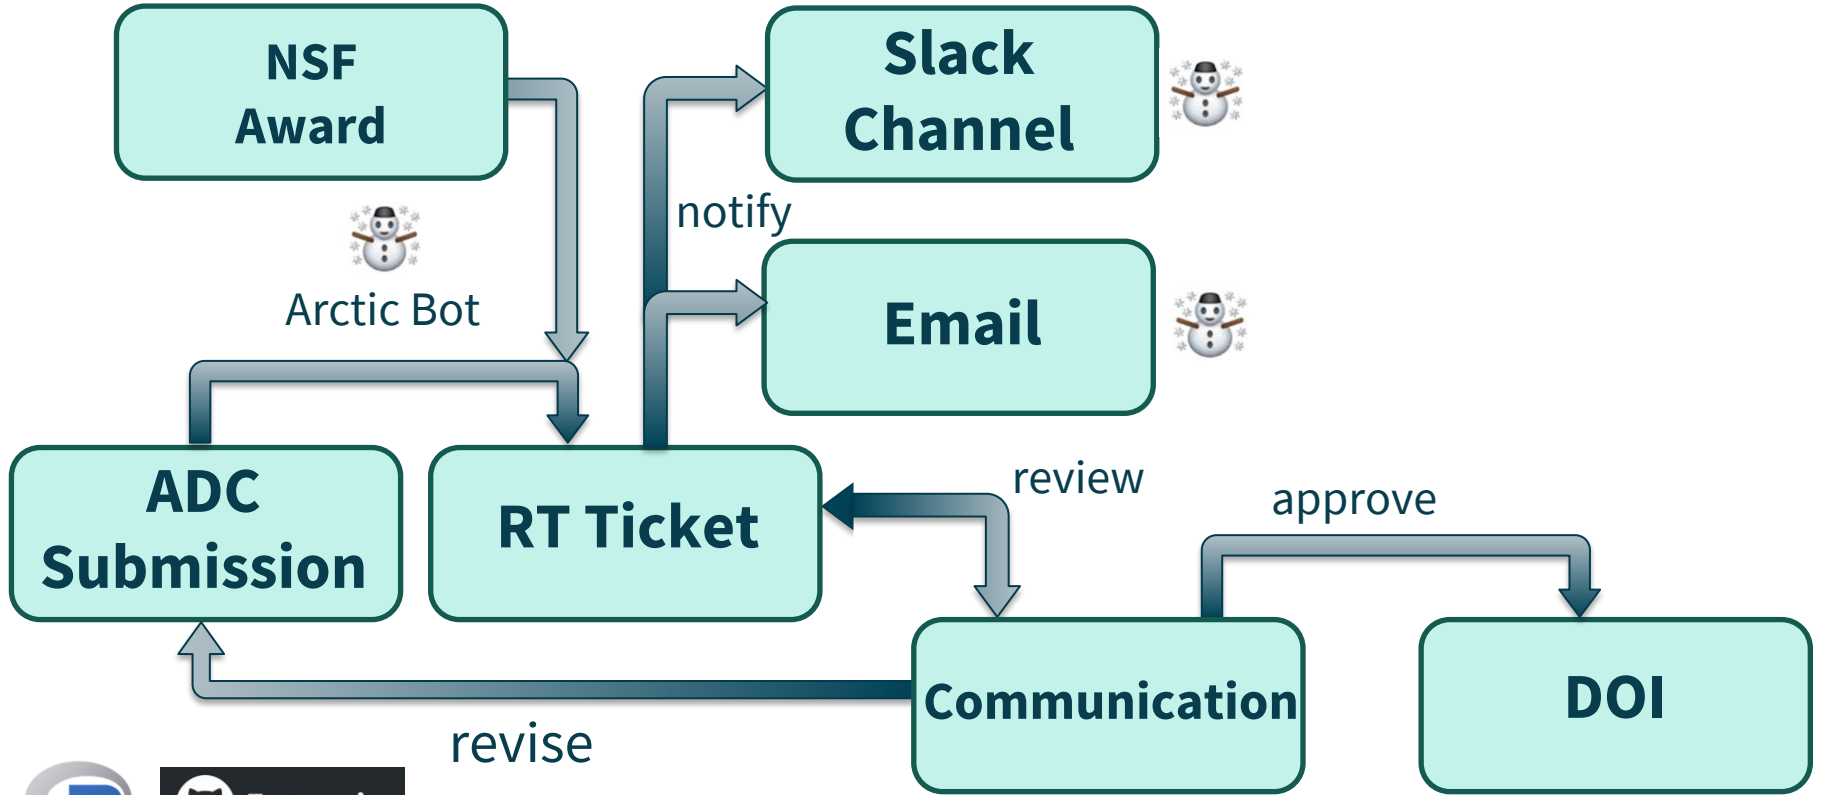 NSF
Award
Slack
Channel
notify
Arctic Bot
Email
ADC
Submission
RT Ticket
review
approve
Communication
DOI
revise